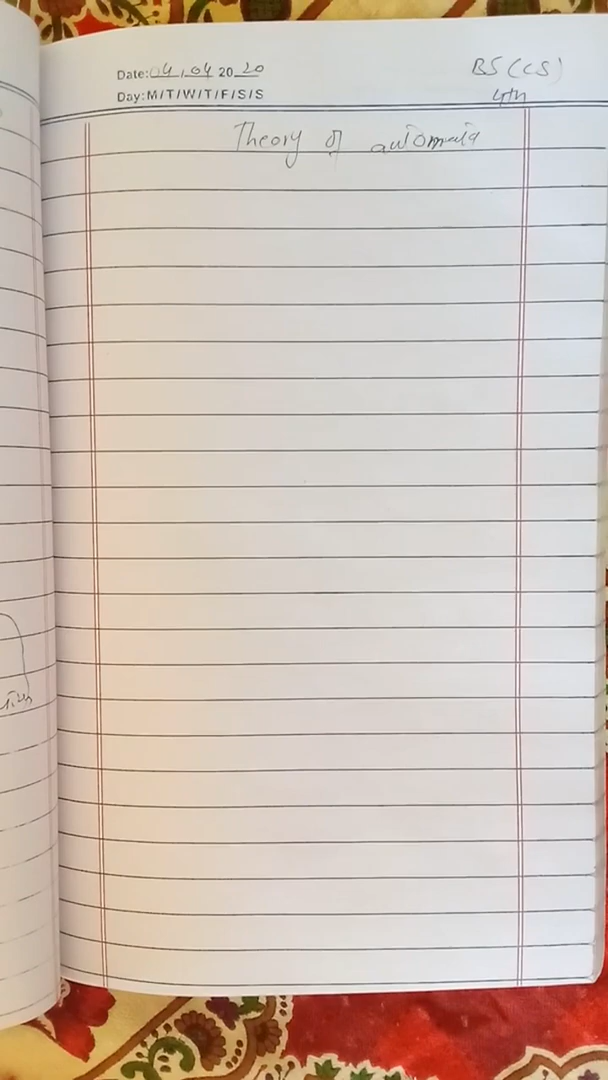 Date: 04,04 20 20
BS (CS)
Day:M/T/W/T/F/S/S
4th
Theory of automata